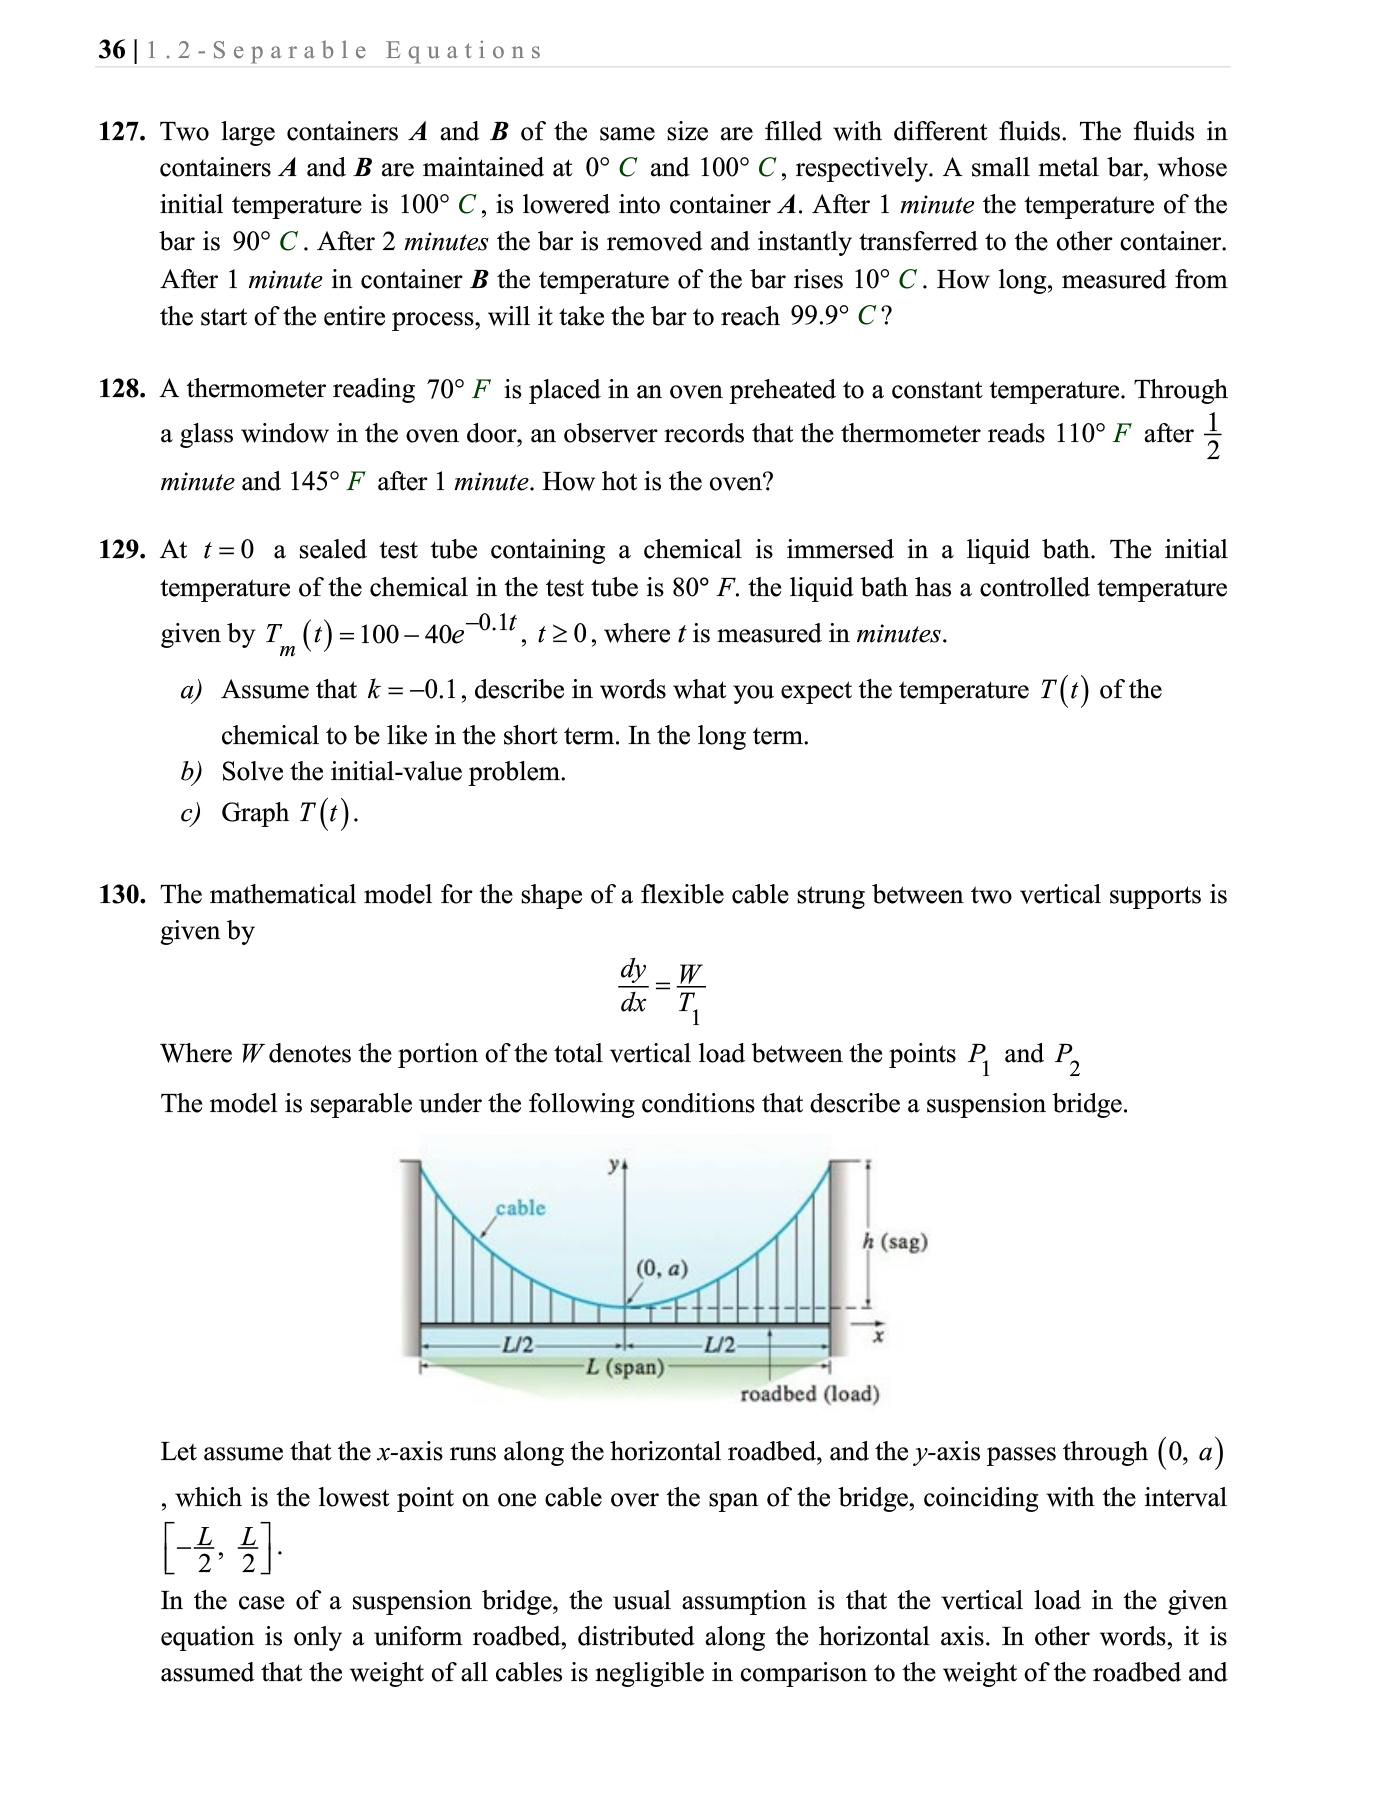 36 | 1.2 - Separable Equations
127. Two large containers A and B of the same size are filled with different fluids. The fluids in
containers A and B are maintained at 0° C and 100° C, respectively. A small metal bar, whose
initial temperature is 100° C, is lowered into container A. After 1 minute the temperature of the
bar is 90° C. After 2 minutes the bar is removed and instantly transferred to the other container.
After 1 minute in container B the temperature of the bar rises 10° C. How long, measured from
the start of the entire process, will it take the bar to reach 99.9° C?
128. A thermometer reading 70° F is placed in an oven preheated to a constant temperature. Through
a glass window in the oven door, an observer records that the thermometer reads 110° F after 1/2
minute and 145° F after 1 minute. How hot is the oven?
129. At t = 0 a sealed test tube containing a chemical is immersed in a liquid bath. The initial
temperature of the chemical in the test tube is 80° F. the liquid bath has a controlled temperature
given by T_m(t) = 100 – 40e^{–0.1t}, t ≥ 0, where t is measured in minutes.
a) Assume that k = –0.1, describe in words what you expect the temperature T(t) of the
chemical to be like in the short term. In the long term.
b) Solve the initial-value problem.
c) Graph T(t).
130. The mathematical model for the shape of a flexible cable strung between two vertical supports is
given by
dy/dx = W/T_1
Where W denotes the portion of the total vertical load between the points P_1 and P_2
The model is separable under the following conditions that describe a suspension bridge.
y
cable
h (sag)
(0, a)
x
L/2
L/2
L (span)
roadbed (load)
Let assume that the x-axis runs along the horizontal roadbed, and the y-axis passes through (0, a)
, which is the lowest point on one cable over the span of the bridge, coinciding with the interval
[–L/2, L/2].
In the case of a suspension bridge, the usual assumption is that the vertical load in the given
equation is only a uniform roadbed, distributed along the horizontal axis. In other words, it is
assumed that the weight of all cables is negligible in comparison to the weight of the roadbed and